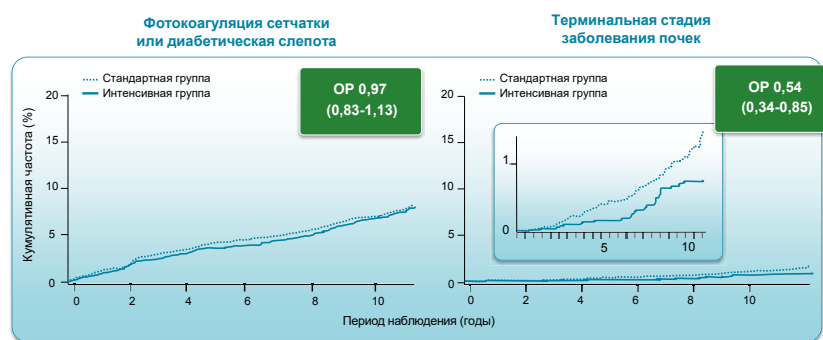 Фотокоагуляция сетчатки
или диабетическая слепота
Терминальная стадия
заболевания почек
Кумулятивная частота (%)
20
15
10
5
0
Стандартная группа
Интенсивная группа
ОР 0,97
(0,83-1,13)
0 2 4 6 8 10
20
15
10
5
0
Стандартная группа
Интенсивная группа
ОР 0,54
(0,34-0,85)
1
0
5 10
0 2 4 6 8 10
Период наблюдения (годы)